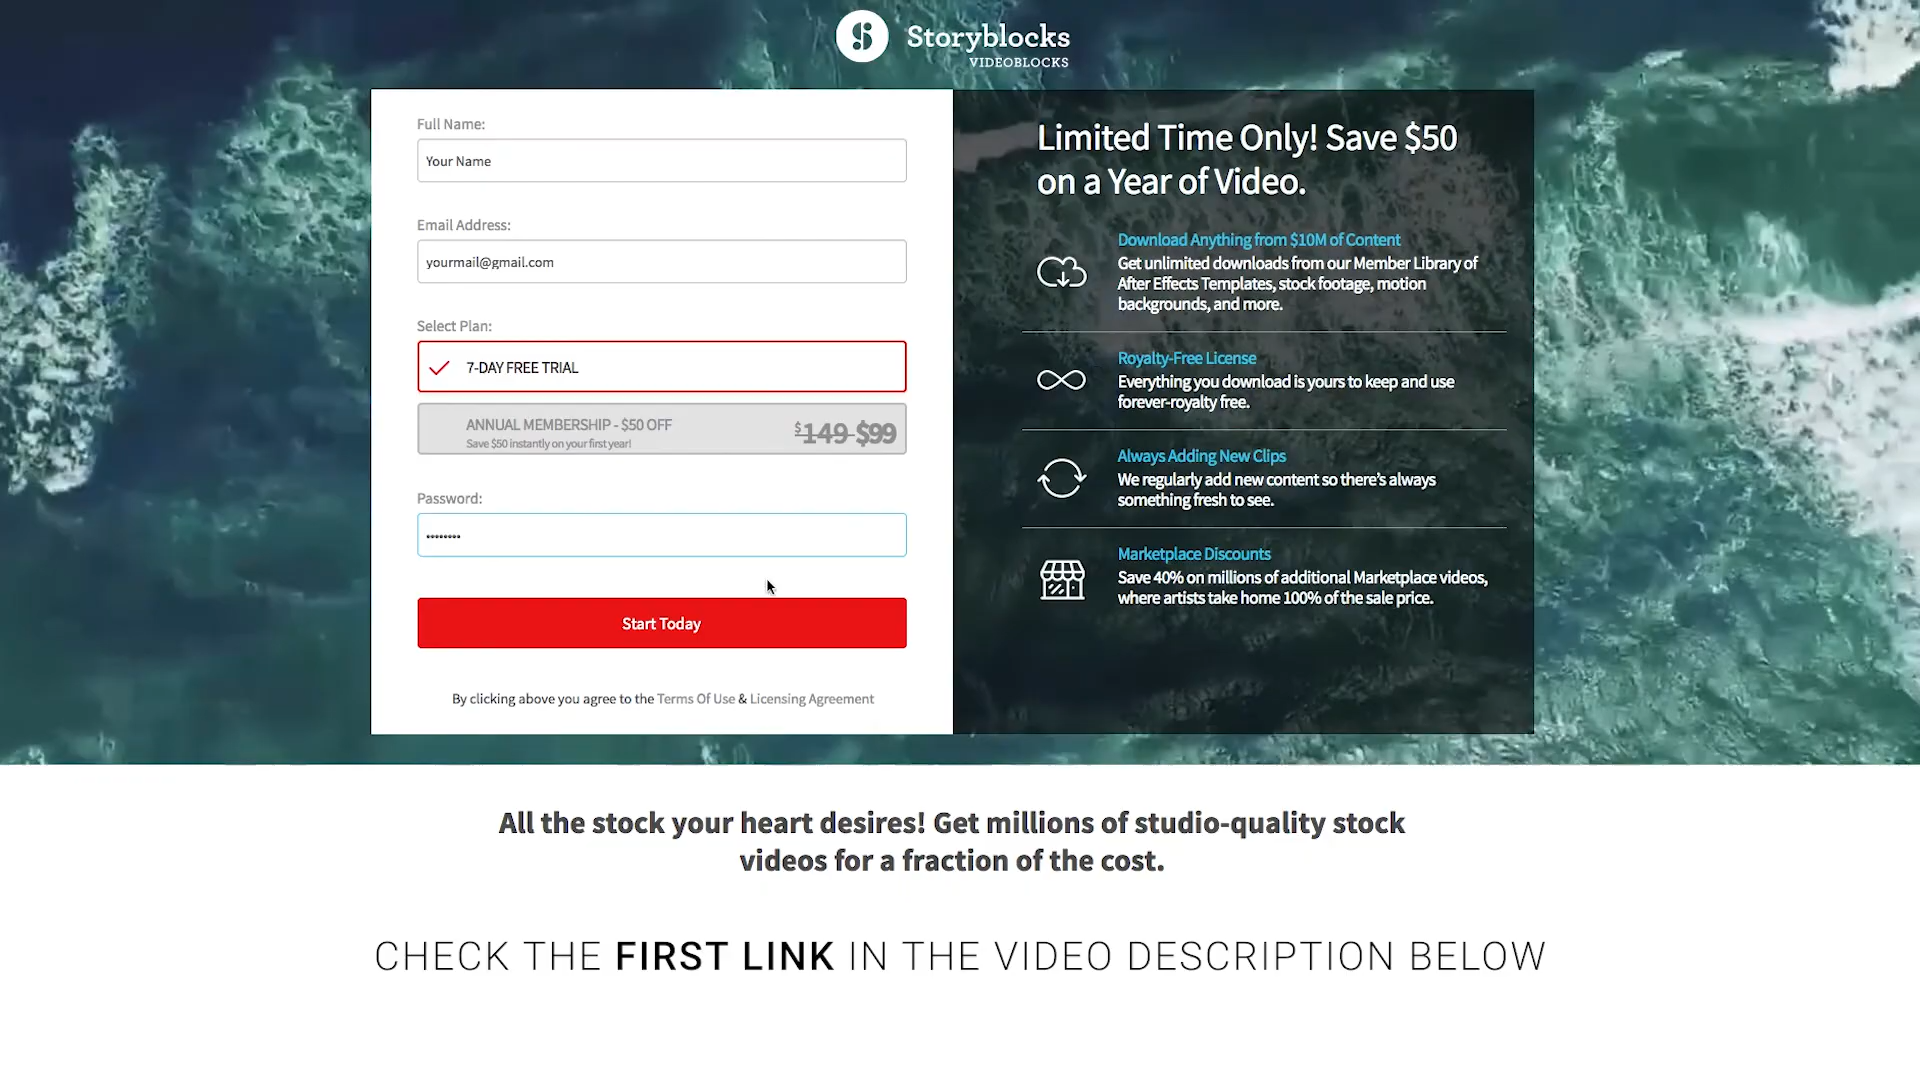 Storyblocks
VIDEOBLOCKS
Full Name:
Your Name
Email Address:
yourmail@gmail.com
Select Plan:
7-DAY FREE TRIAL
ANNUAL MEMBERSHIP - $50 OFF
Save $50 instantly on your first year!
$149 $99
Password:
••••••••
Start Today
By clicking above you agree to the Terms Of Use & Licensing Agreement
Limited Time Only! Save $50
on a Year of Video.
Download Anything from $10M of Content
Get unlimited downloads from our Member Library of
After Effects Templates, stock footage, motion
backgrounds, and more.
Royalty-Free License
Everything you download is yours to keep and use
forever-royalty free.
Always Adding New Clips
We regularly add new content so there's always
something fresh to see.
Marketplace Discounts
Save 40% on millions of additional Marketplace videos,
where artists take home 100% of the sale price.
All the stock your heart desires! Get millions of studio-quality stock
videos for a fraction of the cost.
CHECK THE FIRST LINK IN THE VIDEO DESCRIPTION BELOW